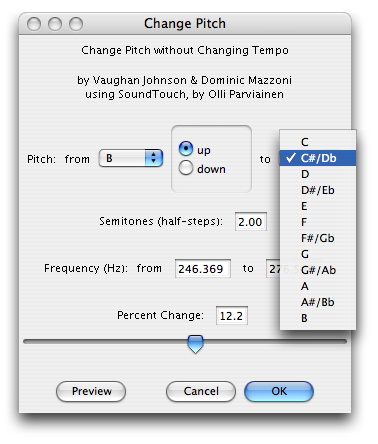 Change Pitch
Change Pitch without Changing Tempo
by Vaughan Johnson & Dominic Mazzoni
using SoundTouch, by Olli Parviainen
Pitch: from B up down to
C
C#/Db
D
D#/Eb
E
F
F#/Gb
G
G#/Ab
A
A#/Bb
B
Semitones (half-steps): 2.00
Frequency (Hz): from 246.369 to
Percent Change: 12.2
Preview Cancel OK